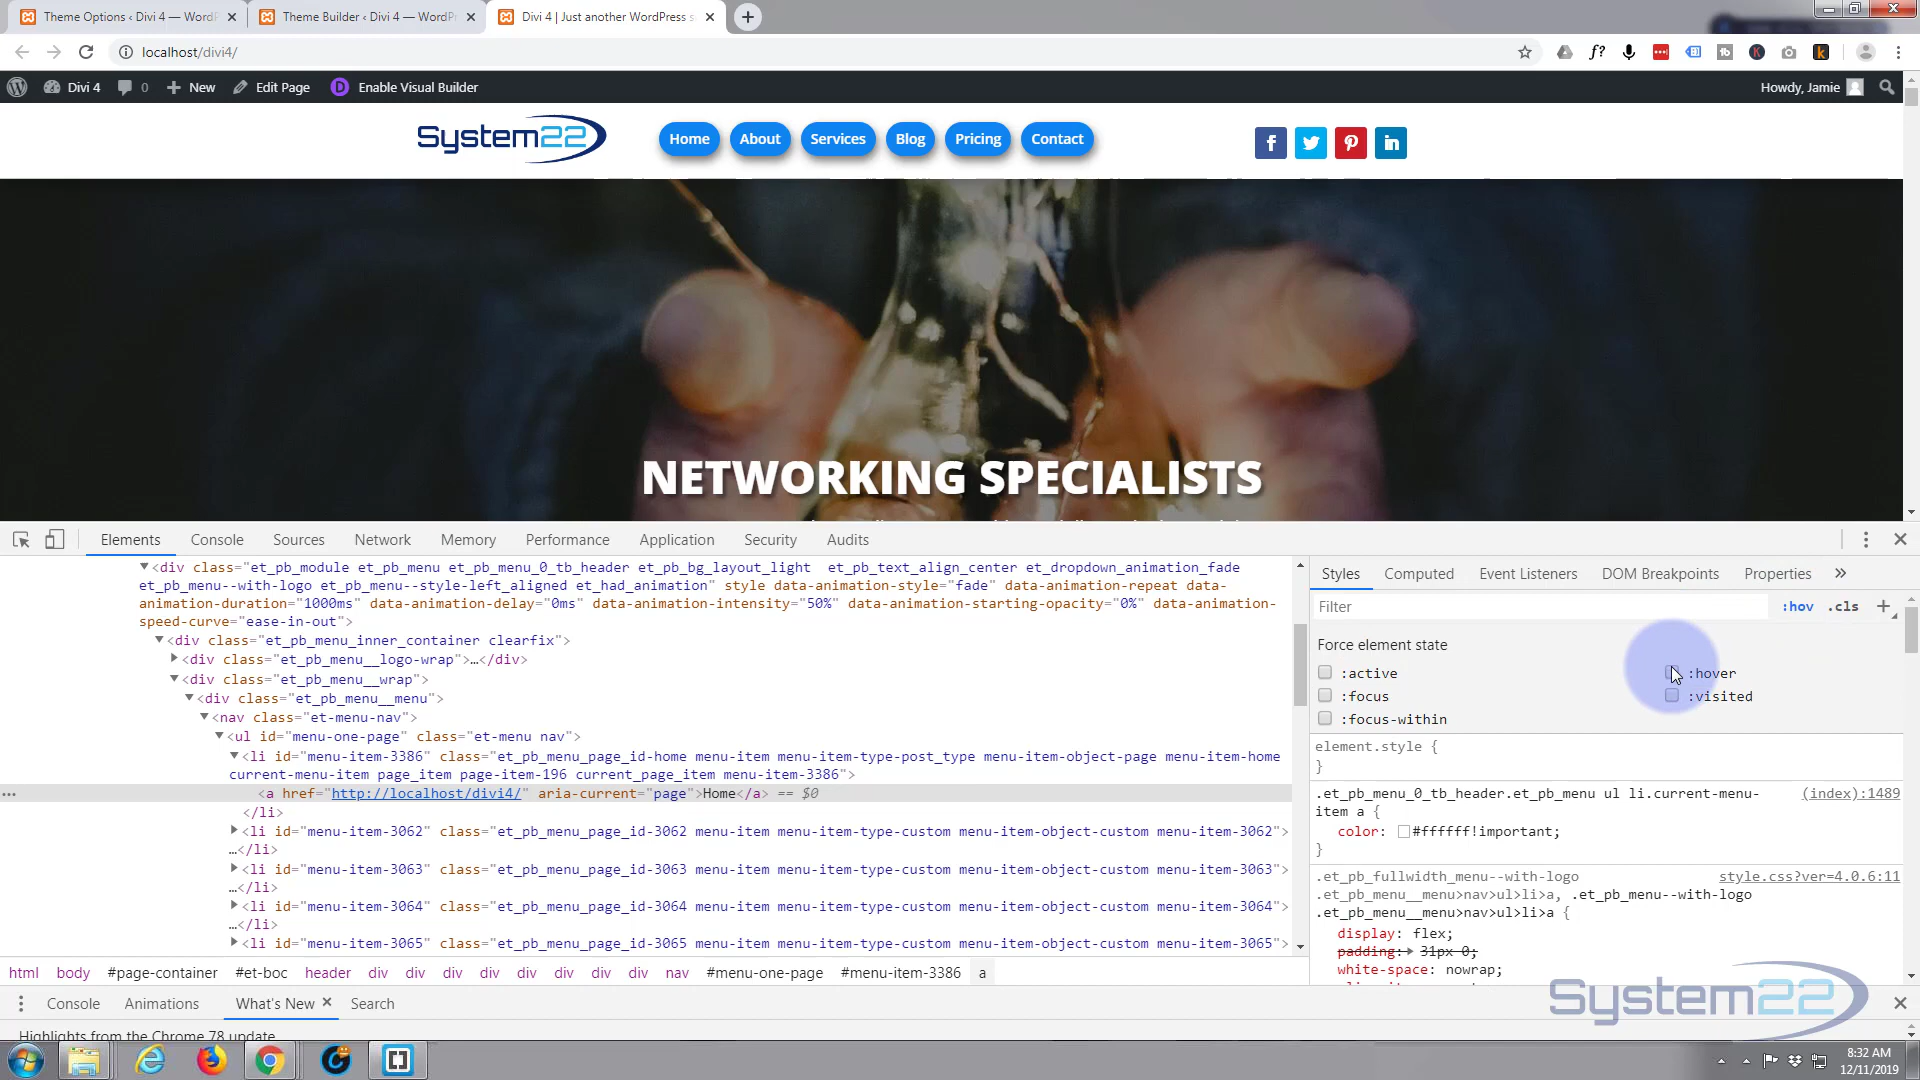 Theme Options ‹ Divi 4 — WordP
Theme Builder ‹ Divi 4 — WordPr
Divi 4 | Just another WordPress s
localhost/divi4/
Divi 4 0 New Edit Page Enable Visual Builder Howdy, Jamie
System22 Home About Services Blog Pricing Contact
NETWORKING SPECIALISTS
Elements Console Sources Network Memory Performance Application Security Audits
<div class="et_pb_module et_pb_menu et_pb_menu_0_tb_header et_pb_bg_layout_light  et_pb_text_align_center et_dropdown_animation_fade
et_pb_menu--with-logo et_pb_menu--style-left_aligned et_had_animation" style data-animation-style="fade" data-animation-repeat data-
animation-duration="1000ms" data-animation-delay="0ms" data-animation-intensity="50%" data-animation-starting-opacity="0%" data-animation-
speed-curve="ease-in-out">
<div class="et_pb_menu_inner_container clearfix">
<div class="et_pb_menu__logo-wrap">…</div>
<div class="et_pb_menu__wrap">
<div class="et_pb_menu__menu">
<nav class="et-menu-nav">
<ul id="menu-one-page" class="et-menu nav">
<li id="menu-item-3386" class="et_pb_menu_page_id-home menu-item menu-item-type-post_type menu-item-object-page menu-item-home
current-menu-item page_item page-item-196 current_page_item menu-item-3386">
<a href="http://localhost/divi4/" aria-current="page">Home</a> == $0
</li>
<li id="menu-item-3062" class="et_pb_menu_page_id-3062 menu-item menu-item-type-custom menu-item-object-custom menu-item-3062">
…</li>
<li id="menu-item-3063" class="et_pb_menu_page_id-3063 menu-item menu-item-type-custom menu-item-object-custom menu-item-3063">
…</li>
<li id="menu-item-3064" class="et_pb_menu_page_id-3064 menu-item menu-item-type-custom menu-item-object-custom menu-item-3064">
…</li>
<li id="menu-item-3065" class="et_pb_menu_page_id-3065 menu-item menu-item-type-custom menu-item-object-custom menu-item-3065">
html body #page-container #et-boc header div div div div div div div div nav #menu-one-page #menu-item-3386 a
Styles Computed Event Listeners DOM Breakpoints Properties »
Filter :hov .cls +
Force element state
:active :hover
:focus :visited
:focus-within
element.style {
}
.et_pb_menu_0_tb_header.et_pb_menu ul li.current-menu- (index):1489
item a {
color: #ffffff!important;
}
.et_pb_fullwidth_menu--with-logo style.css?ver=4.0.6:11
.et_pb_menu__menu>nav>ul>li>a, .et_pb_menu--with-logo
.et_pb_menu__menu>nav>ul>li>a {
display: flex;
padding: 31px 0;
white-space: nowrap;
System22
Console Animations What's New Search
Highlights from the Chrome 78 update
8:32 AM
12/11/2019